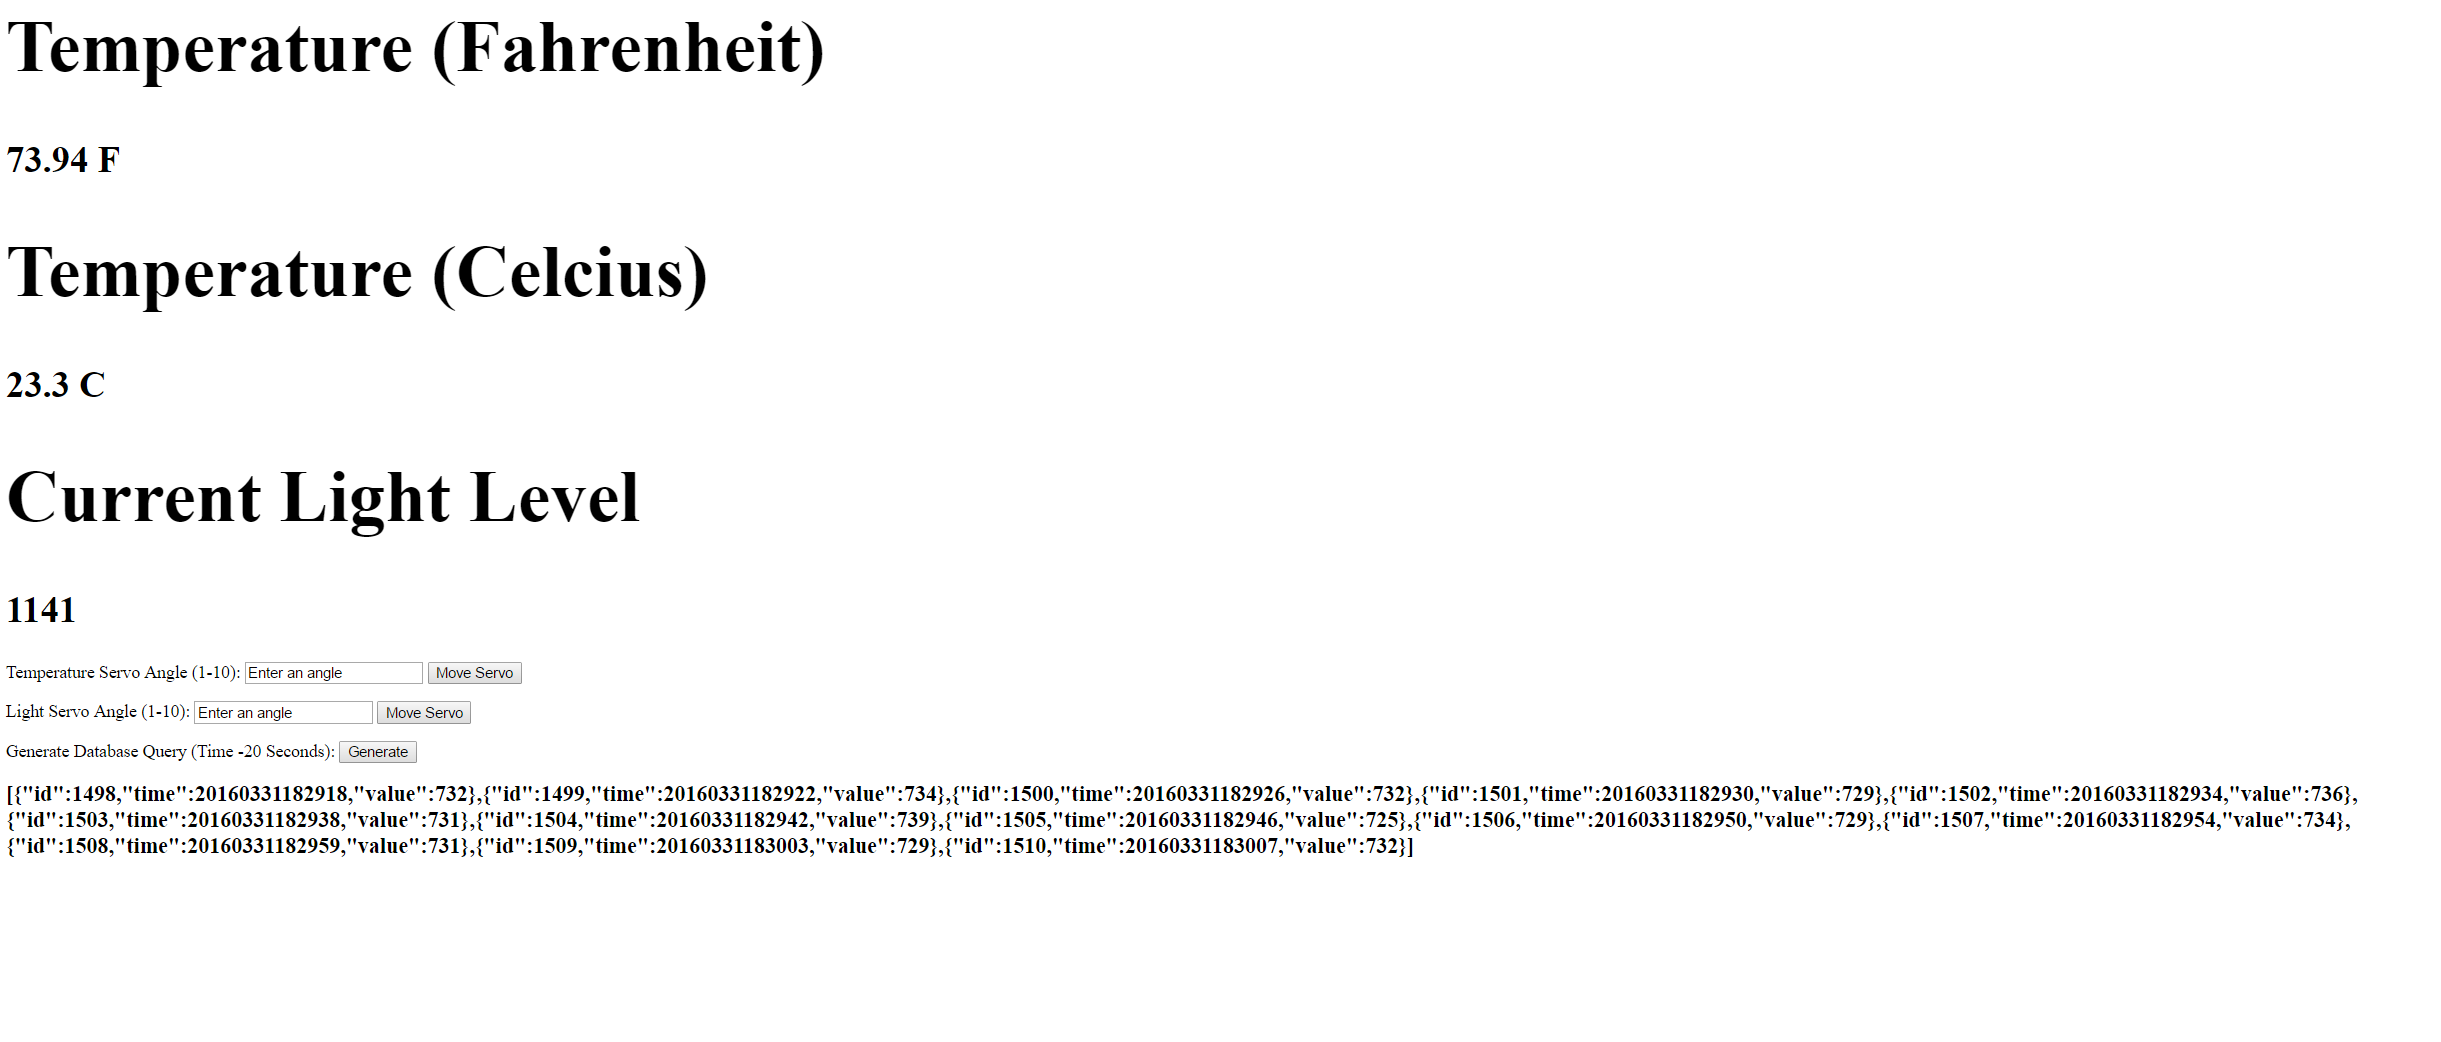 Temperature (Fahrenheit)
73.94 F
Temperature (Celcius)
23.3 C
Current Light Level
1141
Temperature Servo Angle (1-10): Enter an angle Move Servo
Light Servo Angle (1-10): Enter an angle Move Servo
Generate Database Query (Time -20 Seconds): Generate
[{"id":1498,"time":20160331182918,"value":732},{"id":1499,"time":20160331182922,"value":734},{"id":1500,"time":20160331182926,"value":732},{"id":1501,"time":20160331182930,"value":729},{"id":1502,"time":20160331182934,"value":736},
{"id":1503,"time":20160331182938,"value":731},{"id":1504,"time":20160331182942,"value":739},{"id":1505,"time":20160331182946,"value":725},{"id":1506,"time":20160331182950,"value":729},{"id":1507,"time":20160331182954,"value":734},
{"id":1508,"time":20160331182959,"value":731},{"id":1509,"time":20160331183003,"value":729},{"id":1510,"time":20160331183007,"value":732}]